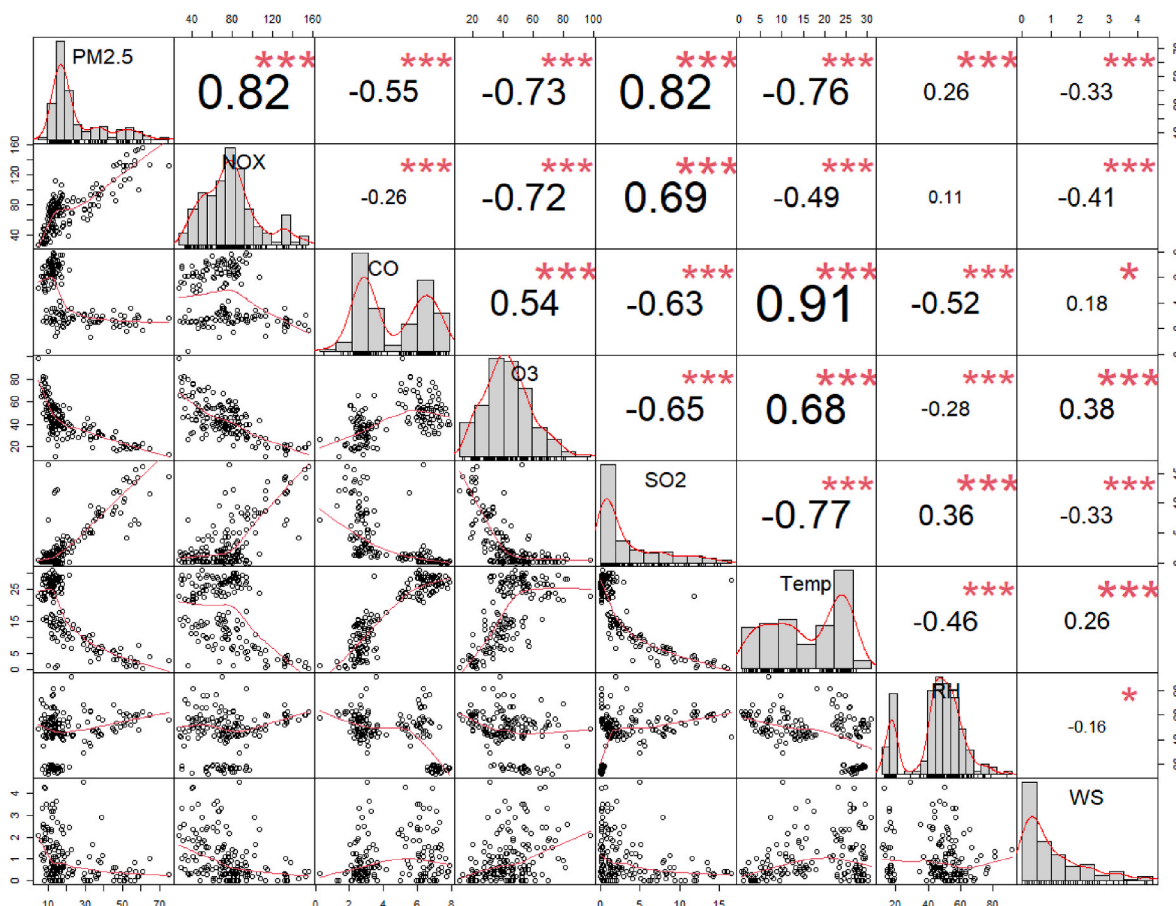 40 80 120 160 0 20 40 60 80 100 0 5 10 15 20 25 30 0 1 2 3 4
PM2.5 0.82 *** -0.55 *** -0.73 *** 0.82 *** -0.76 *** 0.26 *** -0.33 ***
40 80 120 160 NOX -0.26 *** -0.72 *** 0.69 *** -0.49 *** 0.11 -0.41 ***
CO 0.54 *** -0.63 *** 0.91 *** -0.52 *** 0.18 *
20 40 60 80 O3 -0.65 *** 0.68 *** -0.28 *** 0.38 ***
SO2 -0.77 *** 0.36 *** -0.33 ***
0 5 15 25 Temp -0.46 *** 0.26 ***
RH -0.16 *
0 1 2 3 4 WS
10 30 50 70 0 2 4 6 8 0 5 10 15 20 40 60 80